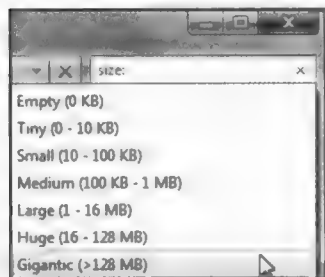 size:
Empty (0 KB)
Tiny (0 - 10 KB)
Small (10 - 100 KB)
Medium (100 KB - 1 MB)
Large (1 - 16 MB)
Huge (16 - 128 MB)
Gigantic (>128 MB)